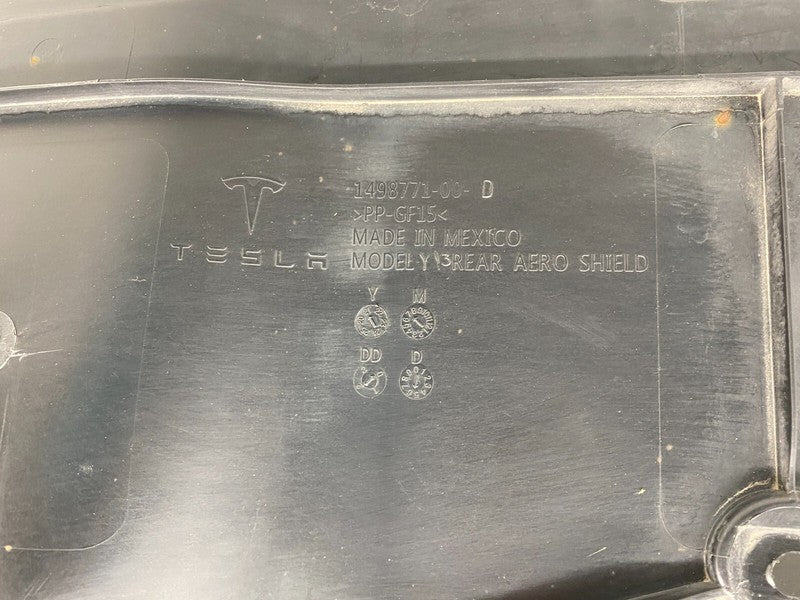 1498771-00- D
>PP-GF15<
MADE IN MEXICO
TESLA MODEL Y\3 REAR AERO SHIELD
Y M
DD D